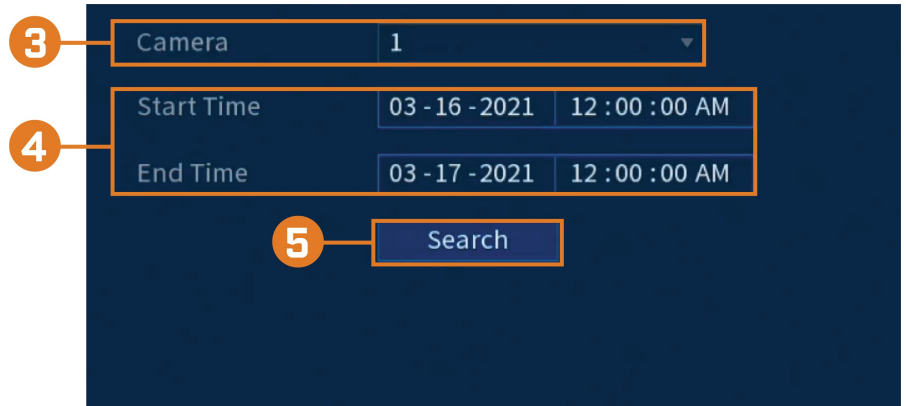 3 Camera 1
Start Time 03 - 16 - 2021 12 : 00 : 00 AM
4
End Time 03 - 17 - 2021 12 : 00 : 00 AM
5 Search